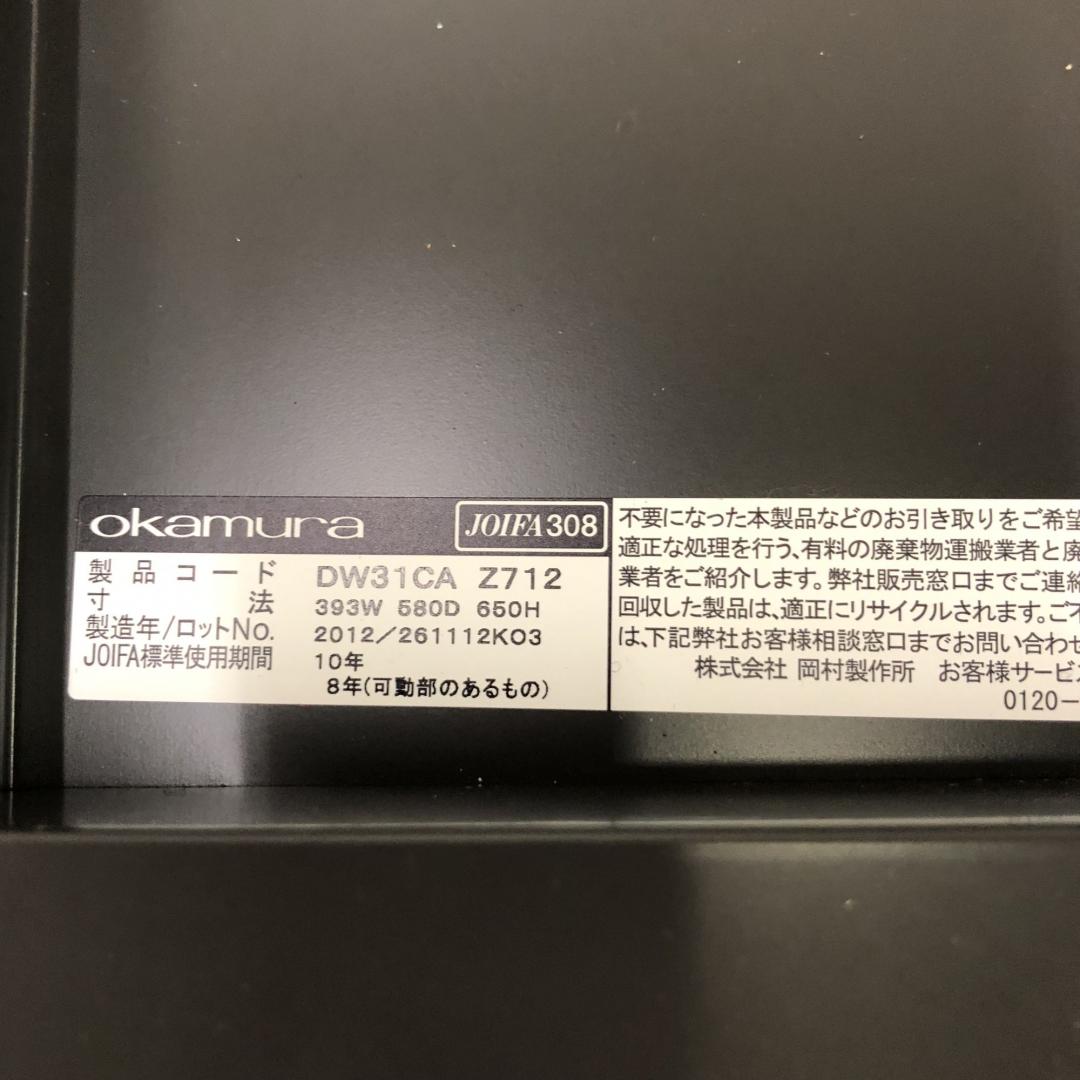 okamura JOIFA308
製品コード DW31CA Z712
寸法 393W 580D 650H
製造年/ロットNo. 2012/261112K03
JOIFA標準使用期間 10年
8年(可動部のあるもの)
不要になった本製品などのお引き取りをご希望
適正な処理を行う、有料の廃棄物運搬業者と廃
業者をご紹介します。弊社販売窓口までご連絡
回収した製品は、適正にリサイクルされます。ご不
は、下記弊社お客様相談窓口までお問い合わせ
株式会社 岡村製作所 お客様サービス
0120-